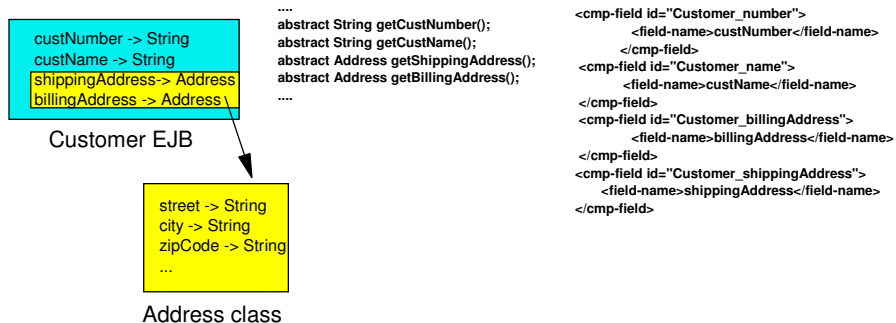 custNumber -> String
custName -> String
shippingAddress-> Address
billingAddress -> Address
Customer EJB
street -> String
city -> String
zipCode -> String
...
Address class
....
abstract String getCustNumber();
abstract String getCustName();
abstract Address getShippingAddress();
abstract Address getBillingAddress();
....
<cmp-field id="Customer_number">
<field-name>custNumber</field-name>
</cmp-field>
<cmp-field id="Customer_name">
<field-name>custName</field-name>
</cmp-field>
<cmp-field id="Customer_billingAddress">
<field-name>billingAddress</field-name>
</cmp-field>
<cmp-field id="Customer_shippingAddress">
<field-name>shippingAddress</field-name>
</cmp-field>